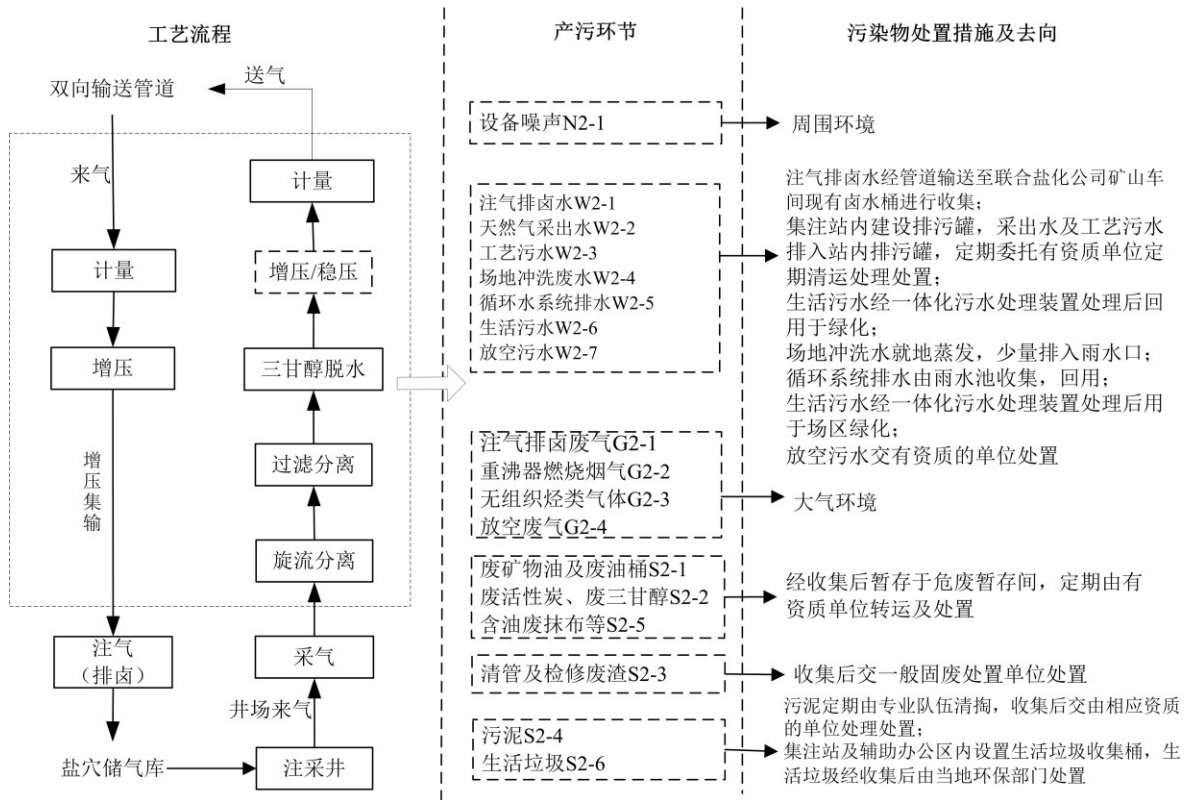 工艺流程
双向输送管道
送气
来气
计量
增压
增压集输
注气
（排卤）
盐穴储气库
计量
增压/稳压
三甘醇脱水
过滤分离
旋流分离
采气
井场来气
注采井
产污环节
设备噪声N2-1
注气排卤水W2-1
天然气采出水W2-2
工艺污水W2-3
场地冲洗废水W2-4
循环水系统排水W2-5
生活污水W2-6
放空污水W2-7
注气排卤废气G2-1
重沸器燃烧烟气G2-2
无组织烃类气体G2-3
放空废气G2-4
废矿物油及废油桶S2-1
废活性炭、废三甘醇S2-2
含油废抹布等S2-5
清管及检修废渣S2-3
污泥S2-4
生活垃圾S2-6
污染物处置措施及去向
周围环境
注气排卤水经管道输送至联合盐化公司矿山车
间现有卤水桶进行收集；
集注站内建设排污罐，采出水及工艺污水
排入站内排污罐，定期委托有资质单位定
期清运处理处置；
生活污水经一体化污水处理装置处理后回
用于绿化；
场地冲洗水就地蒸发，少量排入雨水口；
循环系统排水由雨水池收集，回用；
生活污水经一体化污水处理装置处理后用
于场区绿化；
放空污水交有资质的单位处置
大气环境
经收集后暂存于危废暂存间，定期由有
资质单位转运及处置
收集后交一般固废处置单位处置
污泥定期由专业队伍清掏，收集后交由相应资质
的单位处理处置；
集注站及辅助办公区内设置生活垃圾收集桶，生
活垃圾经收集后由当地环保部门处置